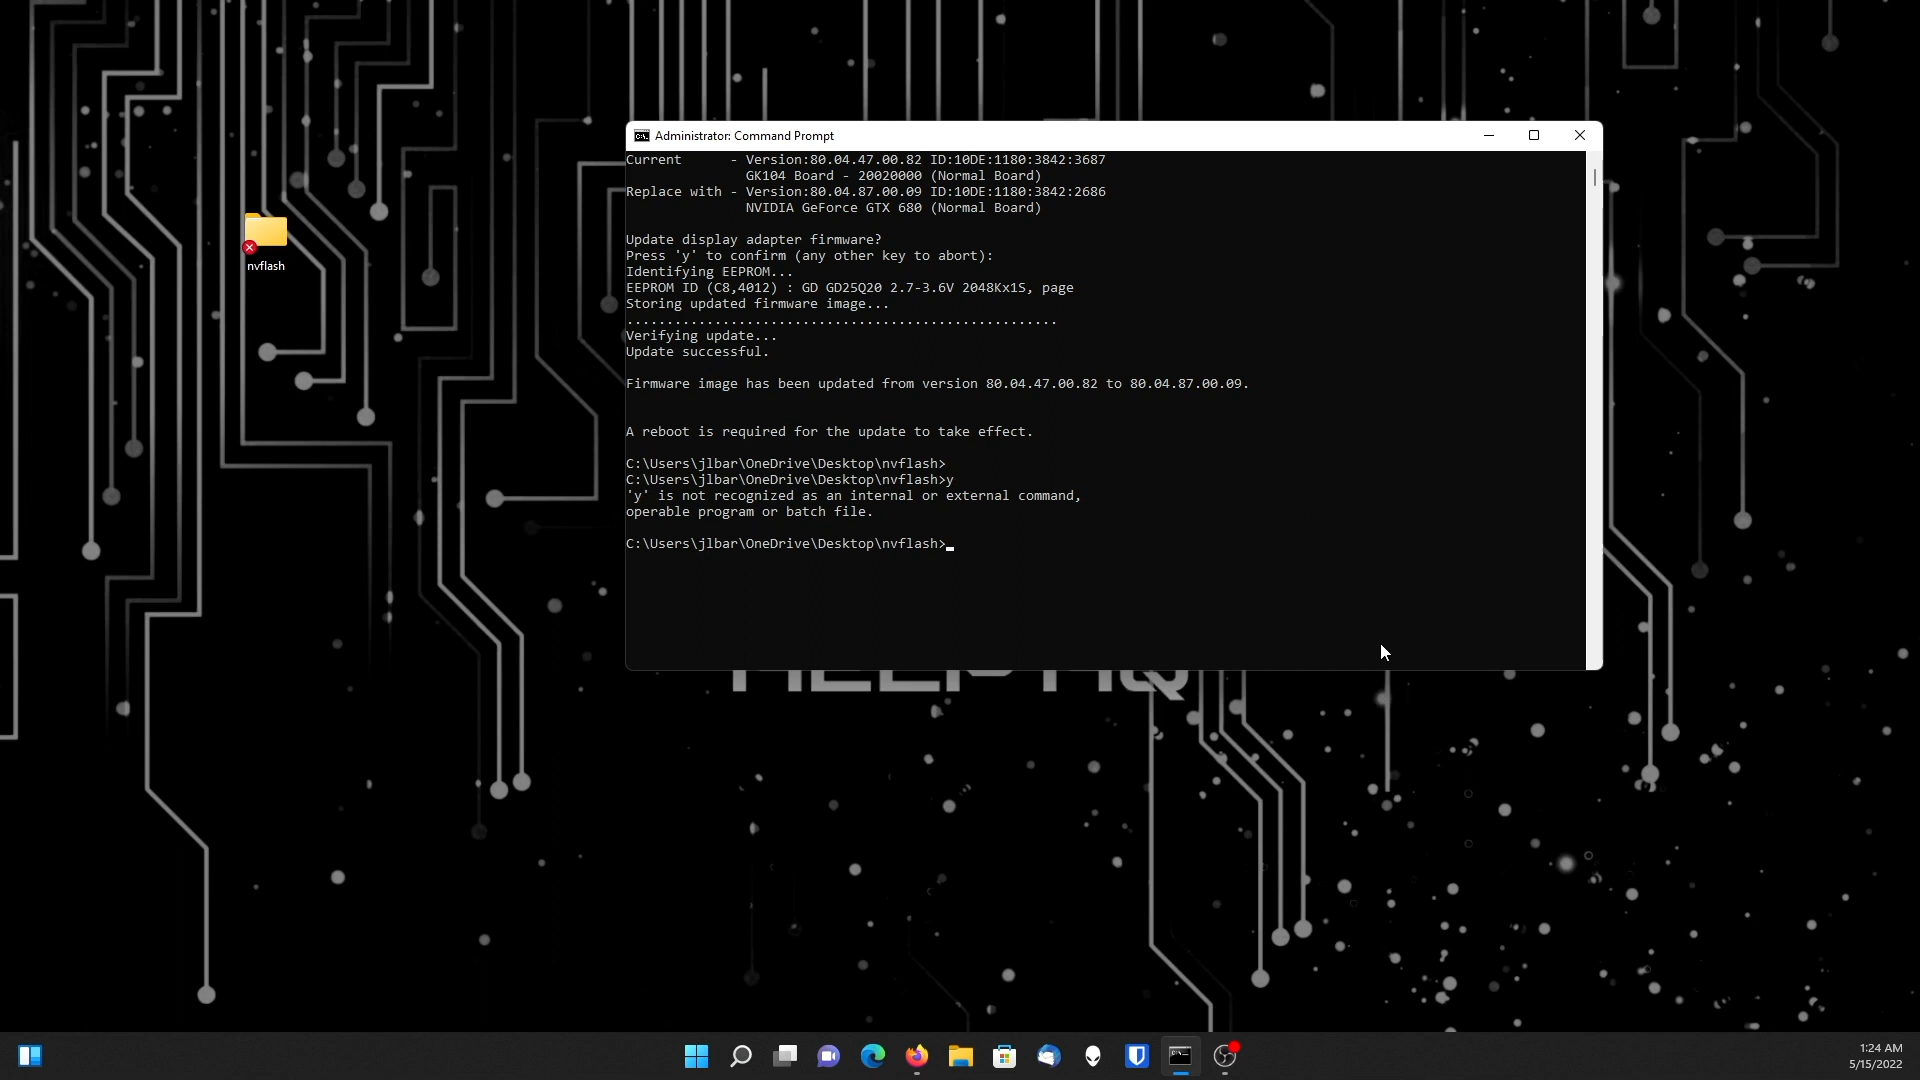 nvflash
Administrator: Command Prompt
Current      - Version:80.04.47.00.82 ID:10DE:1180:3842:3687
GK104 Board - 20020000 (Normal Board)
Replace with - Version:80.04.87.00.09 ID:10DE:1180:3842:2686
NVIDIA GeForce GTX 680 (Normal Board)
Update display adapter firmware?
Press 'y' to confirm (any other key to abort):
Identifying EEPROM...
EEPROM ID (C8,4012) : GD GD25Q20 2.7-3.6V 2048Kx1S, page
Storing updated firmware image...
......................................................
Verifying update...
Update successful.
Firmware image has been updated from version 80.04.47.00.82 to 80.04.87.00.09.
A reboot is required for the update to take effect.
C:\Users\jlbar\OneDrive\Desktop\nvflash>
C:\Users\jlbar\OneDrive\Desktop\nvflash>y
'y' is not recognized as an internal or external command,
operable program or batch file.
C:\Users\jlbar\OneDrive\Desktop\nvflash>
1:24 AM
5/15/2022